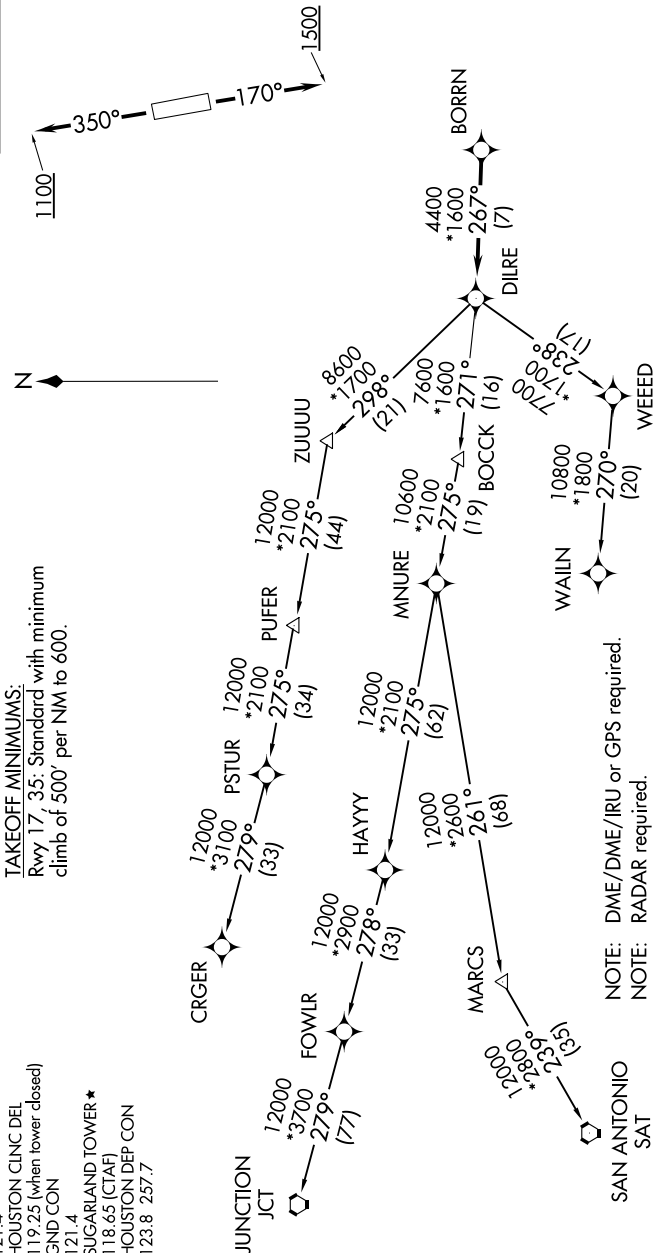 121.4
HOUSTON CLNC DEL
119.25 (when tower closed)
GND CON
121.4
SUGARLAND TOWER★
118.65 (CTAF)
HOUSTON DEP CON
123.8 257.7
TAKEOFF MINIMUMS:
Rwy 17, 35: Standard with minimum
climb of 500' per NM to 600.
N
1100
350°
170°
1500
CRGER
12000
*3100
279°
(33)
PSTUR
12000
*2100
275°
(34)
PUFER
12000
*2100
275°
(44)
ZUUUU
8600
*1700
298°
(21)
BORRN
4400
*1600
267°
(7)
DILRE
7600
*1600
271°
(16)
BOCCK
10600
*2100
275°
(19)
MNURE
12000
*2100
275°
(62)
HAYYY
12000
*2900
278°
(33)
FOWLR
12000
*3700
279°
(77)
JUNCTION
JCT
12000
*2600
261°
(68)
MARCS
12000
*2800
239°
(35)
SAN ANTONIO
SAT
7700
*1700
238°
(17)
WEEED
10800
*1800
270°
(20)
WAILN
NOTE: DME/DME/IRU or GPS required.
NOTE: RADAR required.